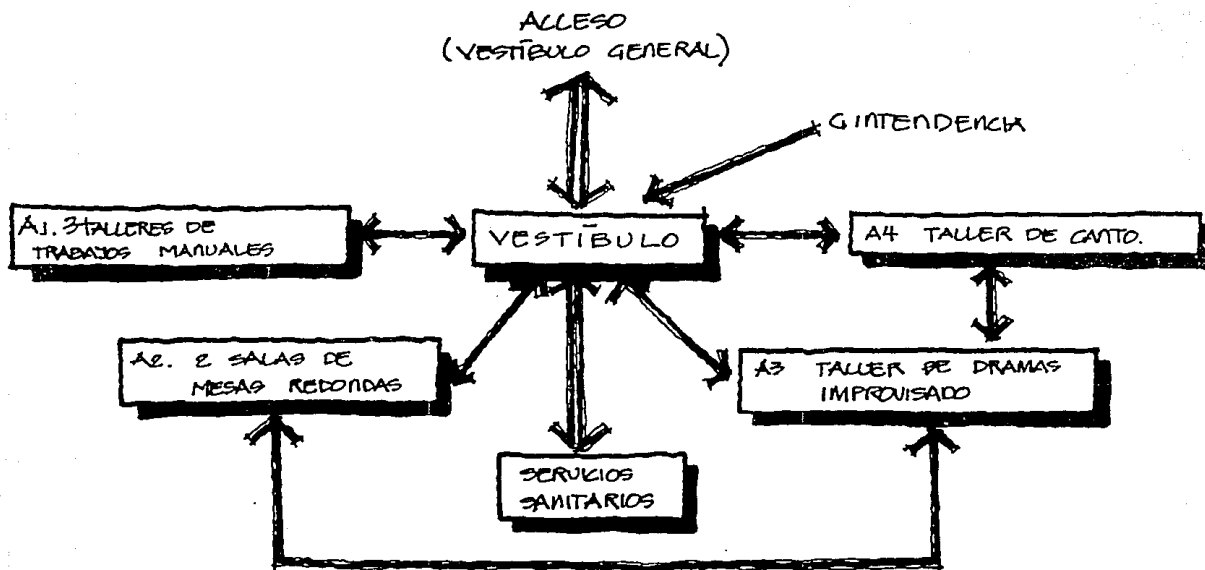 ACCESO
(VESTÍBULO GENERAL)
G INTENDENCIA
A1. 3 TALLERES DE
TRABAJOS MANUALES
VESTÍBULO
A4 TALLER DE CANTO.
A2. 2 SALAS DE
MESAS REDONDAS
A3 TALLER DE DRAMAS
IMPROVISADO
SERVICIOS
SANITÁRIOS